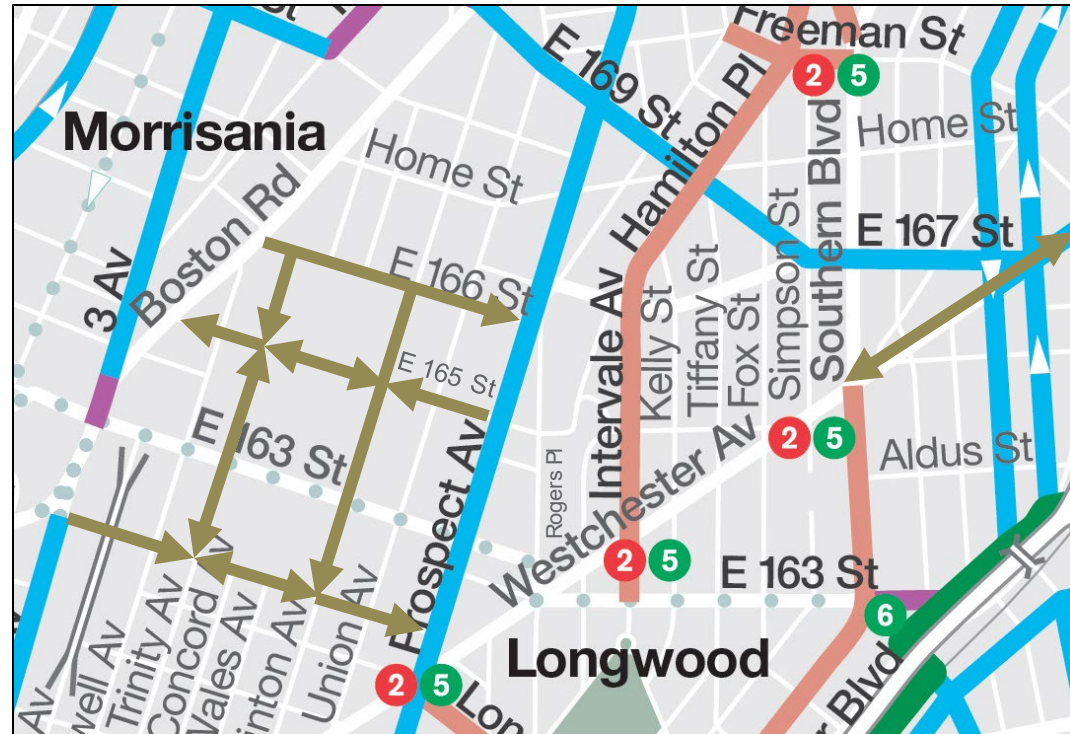 Freeman St
2 5
E 169 St
Hamilton Pl
Southern Blvd
Home St
Morrisania
Home St
Boston Rd
3 Av
E 166 St
E 167 St
Simpson St
Intervale Av
Kelly St
Tiffany St
Fox St
E 165 St
E 163 St
2 5
Aldus St
Prospect Av
Rogers Pl
Westchester Av
2 5
E 163 St
6
Longwood
Trinity Av
Concord Av
Wales Av
Union Av
2 5
Av